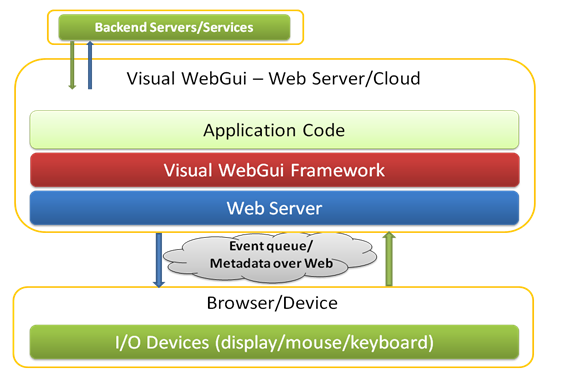 Backend Servers/Services
Visual WebGui – Web Server/Cloud
Application Code
Visual WebGui Framework
Web Server
Event queue/
Metadata over Web
Browser/Device
I/O Devices (display/mouse/keyboard)